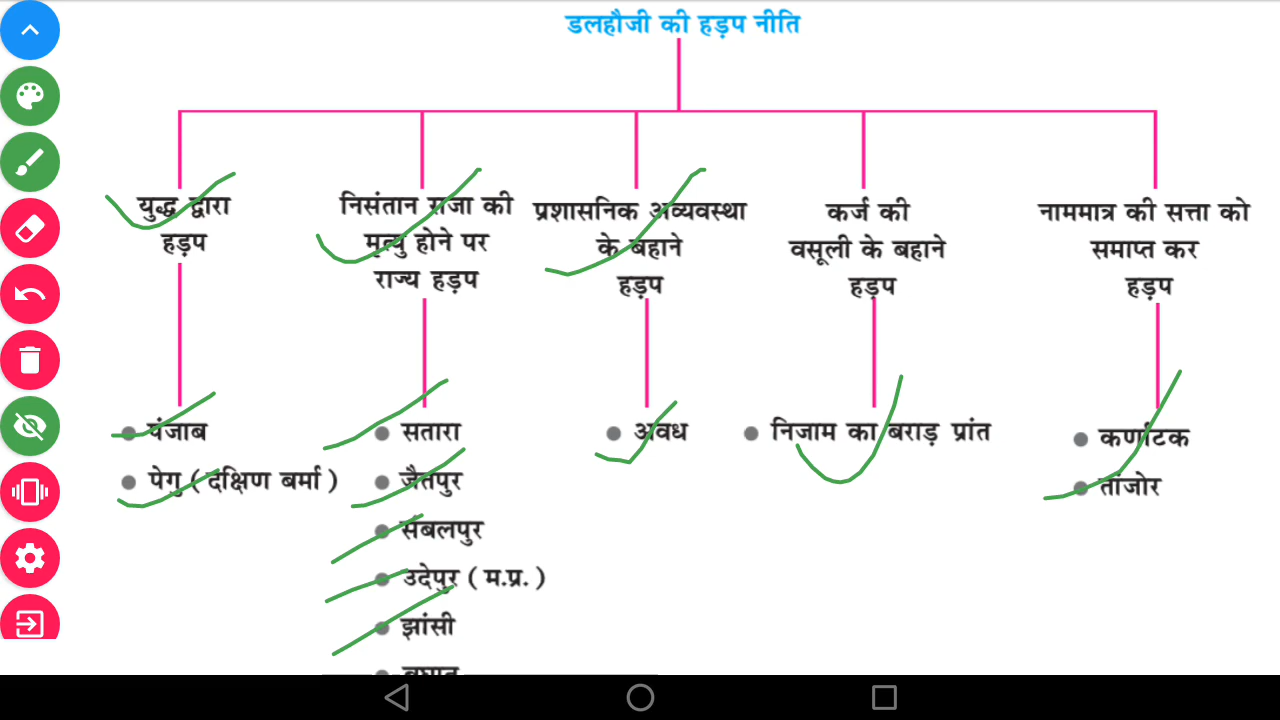 डलहौजी की हड़प नीति
युद्ध द्वारा
हड़प
पंजाब
पेगु ( दक्षिण बर्मा )
निसंतान राजा की
मृत्यु होने पर
राज्य हड़प
सतारा
जैतपुर
संबलपुर
उदेपुर ( म.प्र. )
झांसी
प्रशासनिक अव्यवस्था
के बहाने
हड़प
अवध
कर्ज की
वसूली के बहाने
हड़प
निजाम का बराड़ प्रांत
नाममात्र की सत्ता को
समाप्त कर
हड़प
कर्णाटक
तांजोर